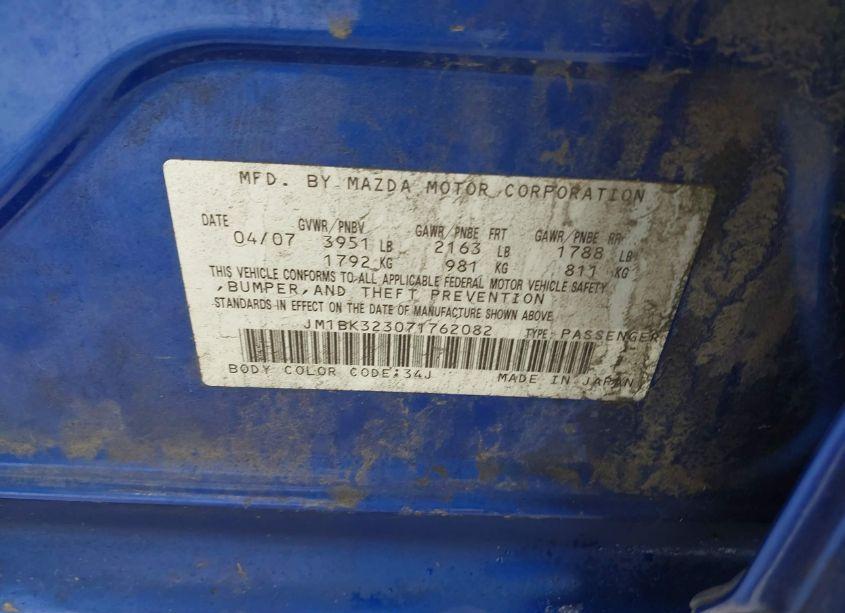 MFD. BY MAZDA MOTOR CORPORATION
DATE GVWR/PNBV GAWR/PNBE FRT GAWR/PNBE RR
04/07 3951 LB 2163 LB 1788 LB
1792 KG 981 KG 811 KG
THIS VEHICLE CONFORMS TO ALL APPLICABLE FEDERAL MOTOR VEHICLE SAFETY
,BUMPER,AND THEFT PREVENTION
STANDARDS IN EFFECT ON THE DATE OF MANUFACTURE SHOWN ABOVE.
JM1BK323071762082 TYPE: PASSENGER
BODY COLOR CODE:34J MADE IN JAPAN